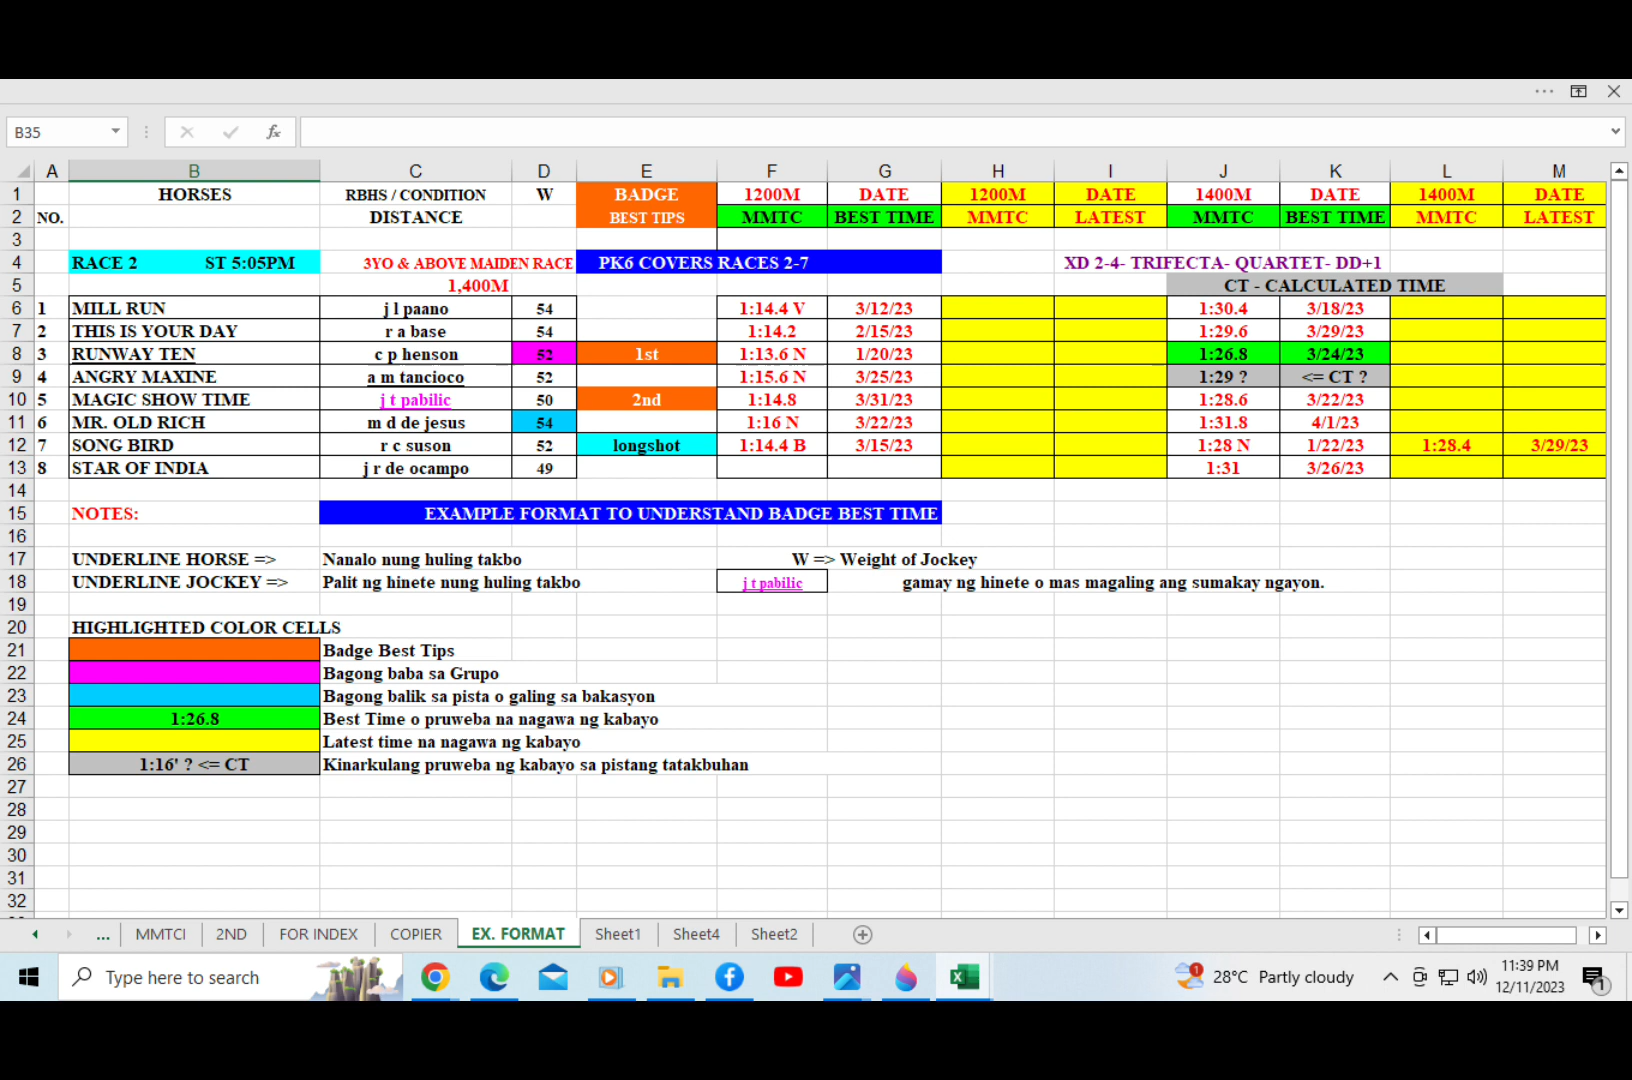 B35 fx
A B C D E F G H I J K L M
1 HORSES RBHS / CONDITION W BADGE 1200M DATE 1200M DATE 1400M DATE 1400M DATE
2 NO. DISTANCE BEST TIPS MMTC BEST TIME MMTC LATEST MMTC BEST TIME MMTC LATEST
3
4 RACE 2 ST 5:05PM 3YO & ABOVE MAIDEN RACE PK6 COVERS RACES 2-7 XD 2-4- TRIFECTA- QUARTET- DD+1
5 1,400M CT - CALCULATED TIME
6 1 MILL RUN j l paano 54 1:14.4 V 3/12/23 1:30.4 3/18/23
7 2 THIS IS YOUR DAY r a base 54 1:14.2 2/15/23 1:29.6 3/29/23
8 3 RUNWAY TEN c p henson 52 1st 1:13.6 N 1/20/23 1:26.8 3/24/23
9 4 ANGRY MAXINE a m tancioco 52 1:15.6 N 3/25/23 1:29 ? <= CT ?
10 5 MAGIC SHOW TIME j t pabilic 50 2nd 1:14.8 3/31/23 1:28.6 3/22/23
11 6 MR. OLD RICH m d de jesus 54 1:16 N 3/22/23 1:31.8 4/1/23
12 7 SONG BIRD r c suson 52 longshot 1:14.4 B 3/15/23 1:28 N 1/22/23 1:28.4 3/29/23
13 8 STAR OF INDIA j r de ocampo 49 1:31 3/26/23
14
15 NOTES: EXAMPLE FORMAT TO UNDERSTAND BADGE BEST TIME
16
17 UNDERLINE HORSE => Nanalo nung huling takbo W => Weight of Jockey
18 UNDERLINE JOCKEY => Palit ng hinete nung huling takbo j t pabilic gamay ng hinete o mas magaling ang sumakay ngayon.
19
20 HIGHLIGHTED COLOR CELLS
21 Badge Best Tips
22 Bagong baba sa Grupo
23 Bagong balik sa pista o galing sa bakasyon
24 1:26.8 Best Time o pruweba na nagawa ng kabayo
25 Latest time na nagawa ng kabayo
26 1:16' ? <= CT Kinarkulang pruweba ng kabayo sa pistang tatakbuhan
27
28
29
30
31
32
... MMTCI 2ND FOR INDEX COPIER EX. FORMAT Sheet1 Sheet4 Sheet2
Type here to search 1 28°C Partly cloudy 11:39 PM
12/11/2023 1